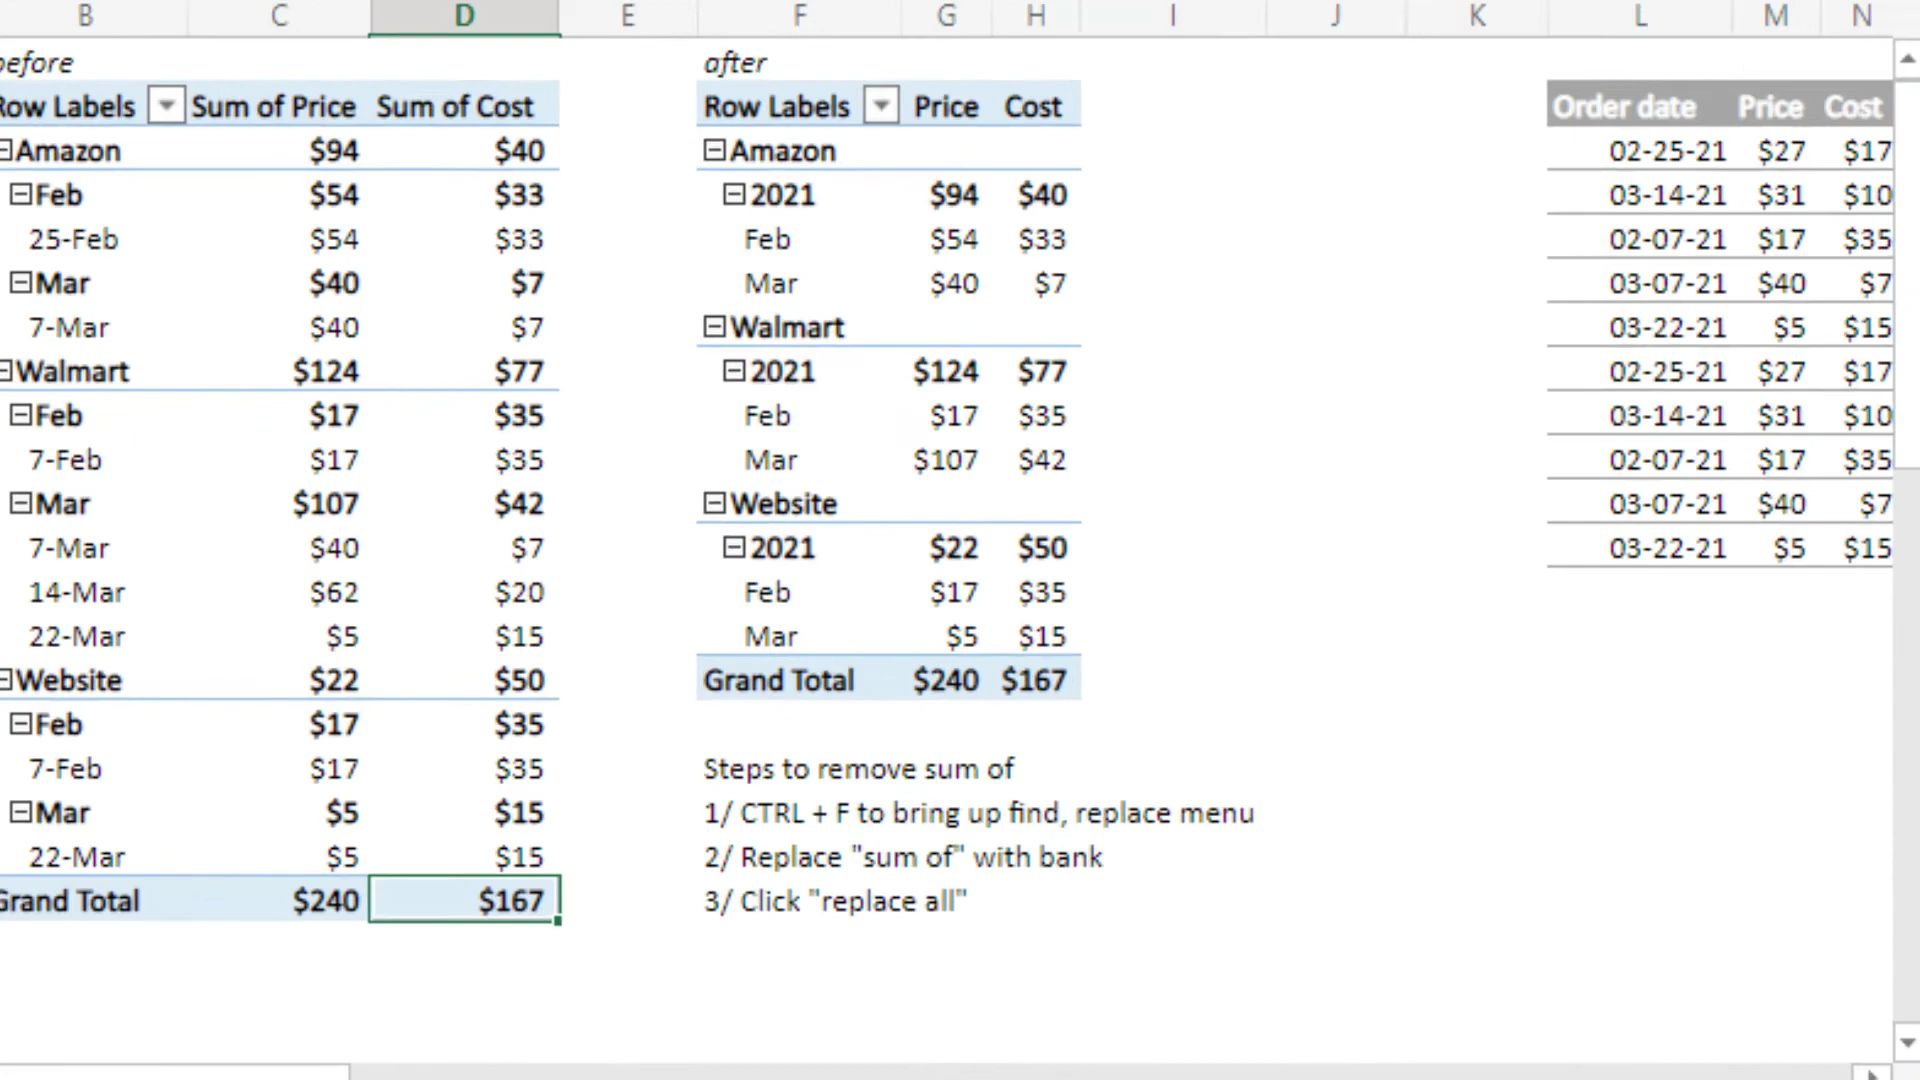 B C D E F G H I J K L M N
before after
Row Labels Sum of Price Sum of Cost Row Labels Price Cost Order date Price Cost
Amazon $94 $40 Amazon 02-25-21 $27 $17
Feb $54 $33 2021 $94 $40 03-14-21 $31 $10
25-Feb $54 $33 Feb $54 $33 02-07-21 $17 $35
Mar $40 $7 Mar $40 $7 03-07-21 $40 $7
7-Mar $40 $7 Walmart 03-22-21 $5 $15
Walmart $124 $77 2021 $124 $77 02-25-21 $27 $17
Feb $17 $35 Feb $17 $35 03-14-21 $31 $10
7-Feb $17 $35 Mar $107 $42 02-07-21 $17 $35
Mar $107 $42 Website 03-07-21 $40 $7
7-Mar $40 $7 2021 $22 $50 03-22-21 $5 $15
14-Mar $62 $20 Feb $17 $35
22-Mar $5 $15 Mar $5 $15
Website $22 $50 Grand Total $240 $167
Feb $17 $35
7-Feb $17 $35 Steps to remove sum of
Mar $5 $15 1/ CTRL + F to bring up find, replace menu
22-Mar $5 $15 2/ Replace "sum of" with bank
Grand Total $240 $167 3/ Click "replace all"